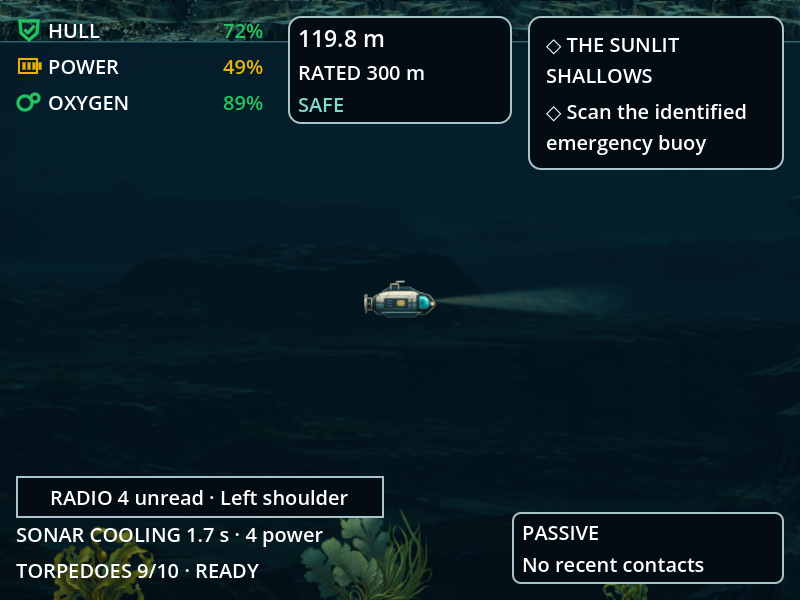 HULL 72%
POWER 49%
OXYGEN 89%
119.8 m
RATED 300 m
SAFE
◇ THE SUNLIT
SHALLOWS
◇ Scan the identified
emergency buoy
RADIO 4 unread · Left shoulder
SONAR COOLING 1.7 s · 4 power
TORPEDOES 9/10 · READY
PASSIVE
No recent contacts